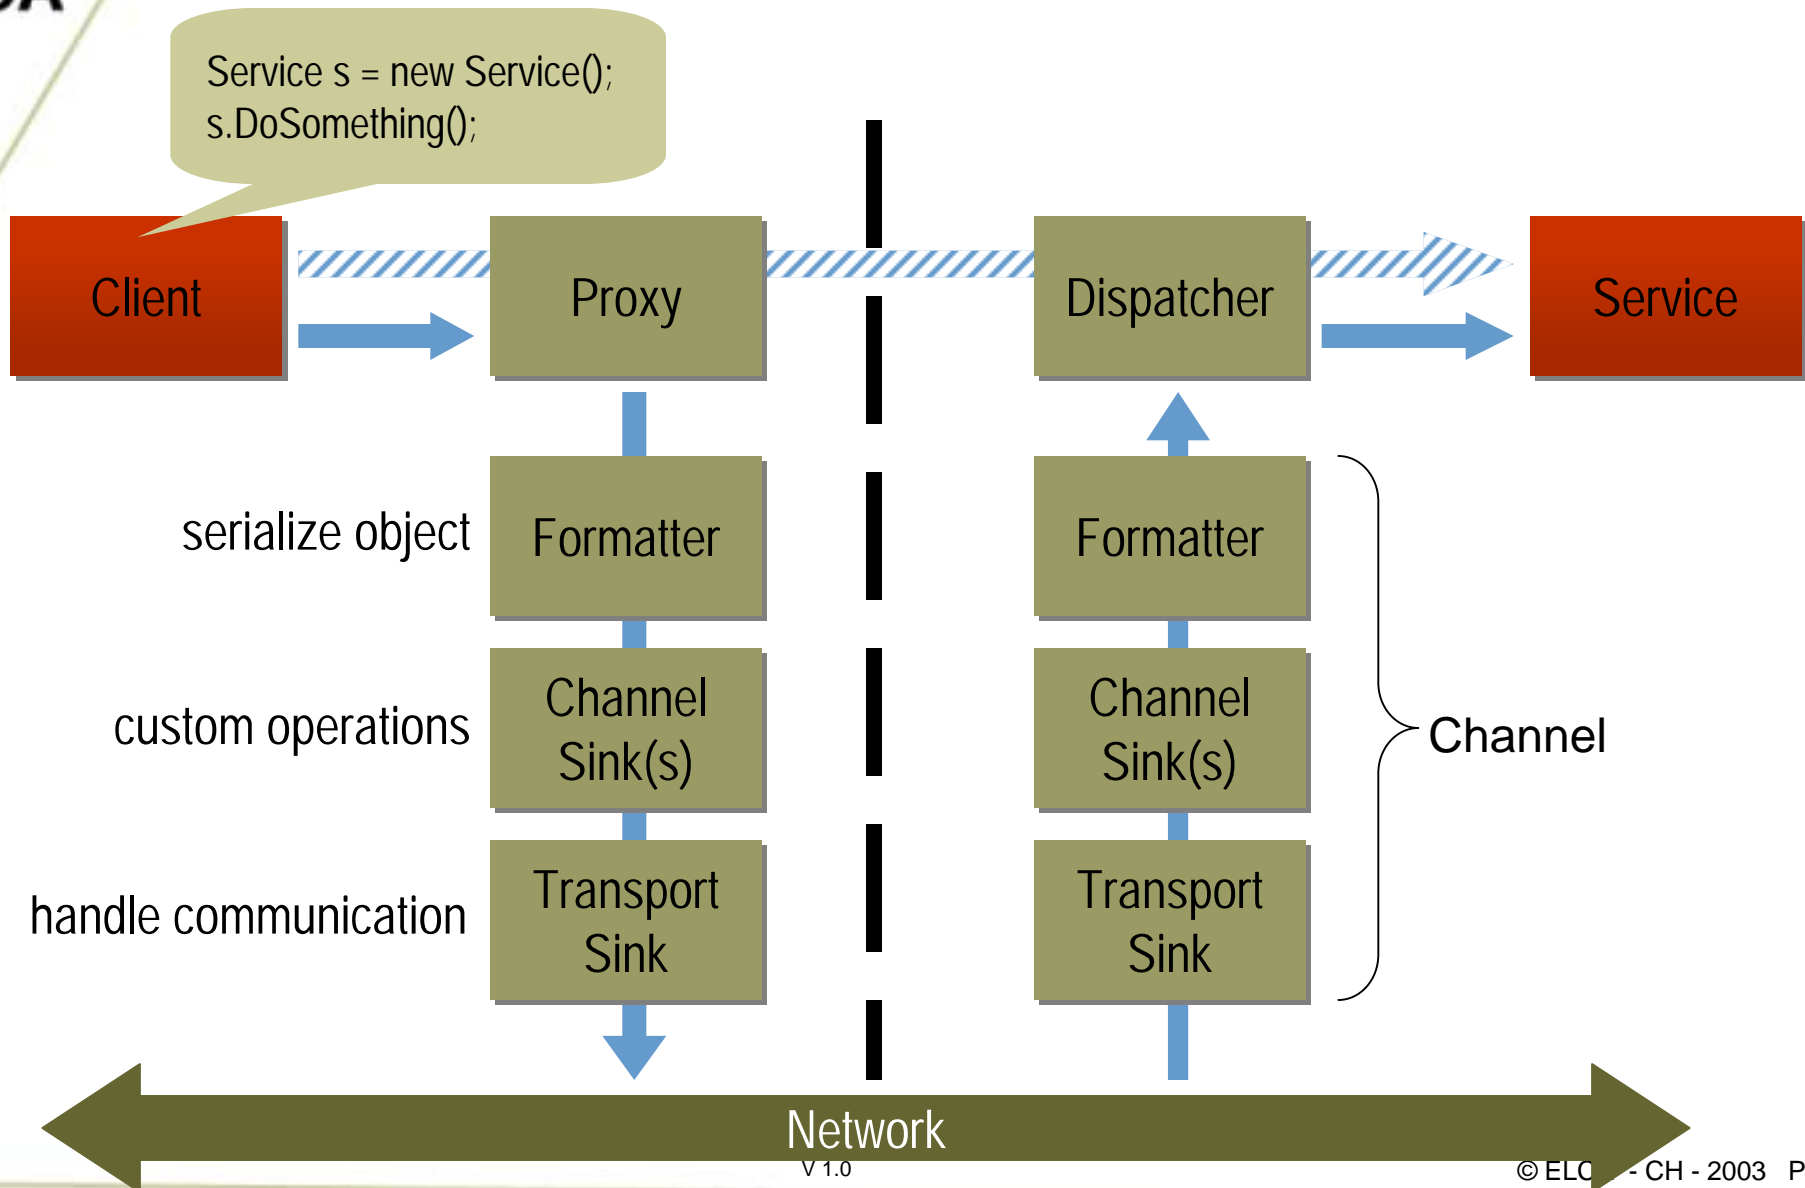 Service s = new Service();
s.DoSomething();
Client
Proxy
Dispatcher
Service
serialize object
Formatter
Formatter
custom operations
Channel
Sink(s)
Channel
Sink(s)
Channel
handle communication
Transport
Sink
Transport
Sink
Network
V 1.0
© - CH - 2003 P